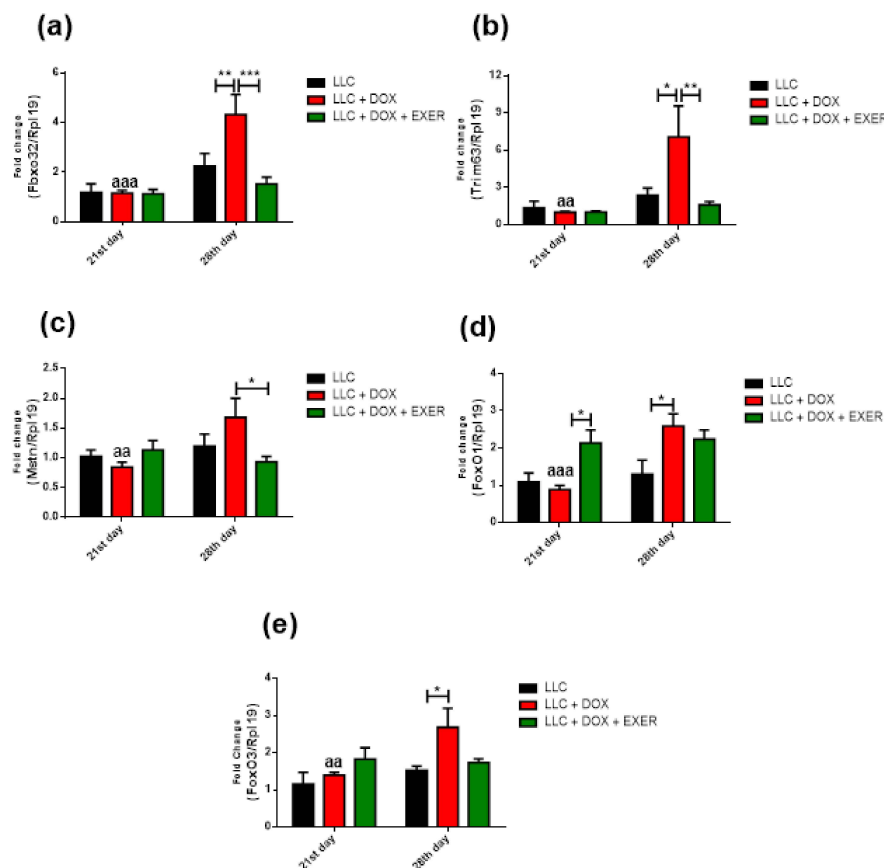 (a)
Fold change
(Fbxo32/Rpl19)
6
4
2
0
** ***
aaa
21st day
28th day
LLC
LLC + DOX
LLC + DOX + EXER
(b)
Fold change
(Trim63/Rpl19)
12
9
6
3
0
* **
aa
21st day
28th day
LLC
LLC + DOX
LLC + DOX + EXER
(c)
Fold change
(Mstn/Rpl19)
2.5
2.0
1.5
1.0
0.5
0.0
*
aa
21st day
28th day
LLC
LLC + DOX
LLC + DOX + EXER
(d)
Fold change
(FoxO1/Rpl19)
4
3
2
1
0
* *
aaa
21st day
28th day
LLC
LLC + DOX
LLC + DOX + EXER
(e)
Fold Change
(FoxO3/Rpl19)
4
3
2
1
0
*
aa
21st day
28th day
LLC
LLC + DOX
LLC + DOX + EXER